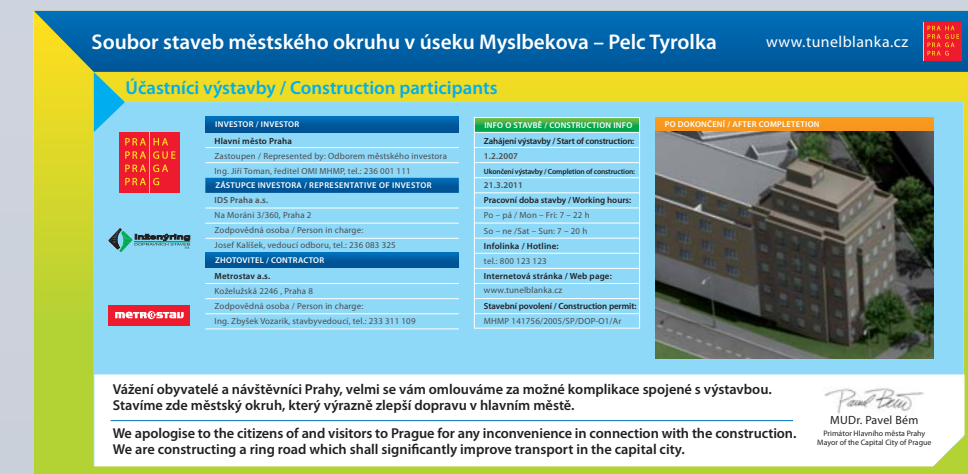 Soubor staveb městského okruhu v úseku Myslbekova – Pelc Tyrolka
www.tunelblanka.cz
PRA HA
PRA GUE
PRA GA
PRA G
Účastníci výstavby / Construction participants
PRA HA
PRA GUE
PRA GA
PRA G
Inženýring
DOPRAVNÍCH STAVEB
METROSTAV
INVESTOR / INVESTOR
Hlavní město Praha
Zastoupen / Represented by: Odborem městského investora
Ing. Jiří Toman, ředitel OMI MHMP, tel.: 236 001 111
ZÁSTUPCE INVESTORA / REPRESENTATIVE OF INVESTOR
IDS Praha a.s.
Na Moráni 3/360, Praha 2
Zodpovědná osoba / Person in charge:
Josef Kalíšek, vedoucí odboru, tel.: 236 083 325
ZHOTOVITEL / CONTRACTOR
Metrostav a.s.
Koželužská 2246 , Praha 8
Zodpovědná osoba / Person in charge:
Ing. Zbyšek Vozarik, stavbyvedoucí, tel.: 233 311 109
INFO O STAVBĚ / CONSTRUCTION INFO
Zahájení výstavby / Start of construction:
1.2.2007
Ukončení výstavby / Completion of construction:
21.3.2011
Pracovní doba stavby / Working hours:
Po – pá / Mon – Fri: 7 – 22 h
So – ne /Sat – Sun: 7 – 20 h
Infolinka / Hotline:
tel.: 800 123 123
Internetová stránka / Web page:
www.tunelblanka.cz
Stavební povolení / Construction permit:
MHMP 141756/2005/SP/DOP-O1/Ar
PO DOKONČENÍ / AFTER COMPLETETION
Vážení obyvatelé a návštěvníci Prahy, velmi se vám omlouváme za možné komplikace spojené s výstavbou.
Stavíme zde městský okruh, který výrazně zlepší dopravu v hlavním městě.
We apologise to the citizens of and visitors to Prague for any inconvenience in connection with the construction.
We are constructing a ring road which shall significantly improve transport in the capital city.
Pavel Bém
MUDr. Pavel Bém
Primátor Hlavního města Prahy
Mayor of the Capital City of Prague